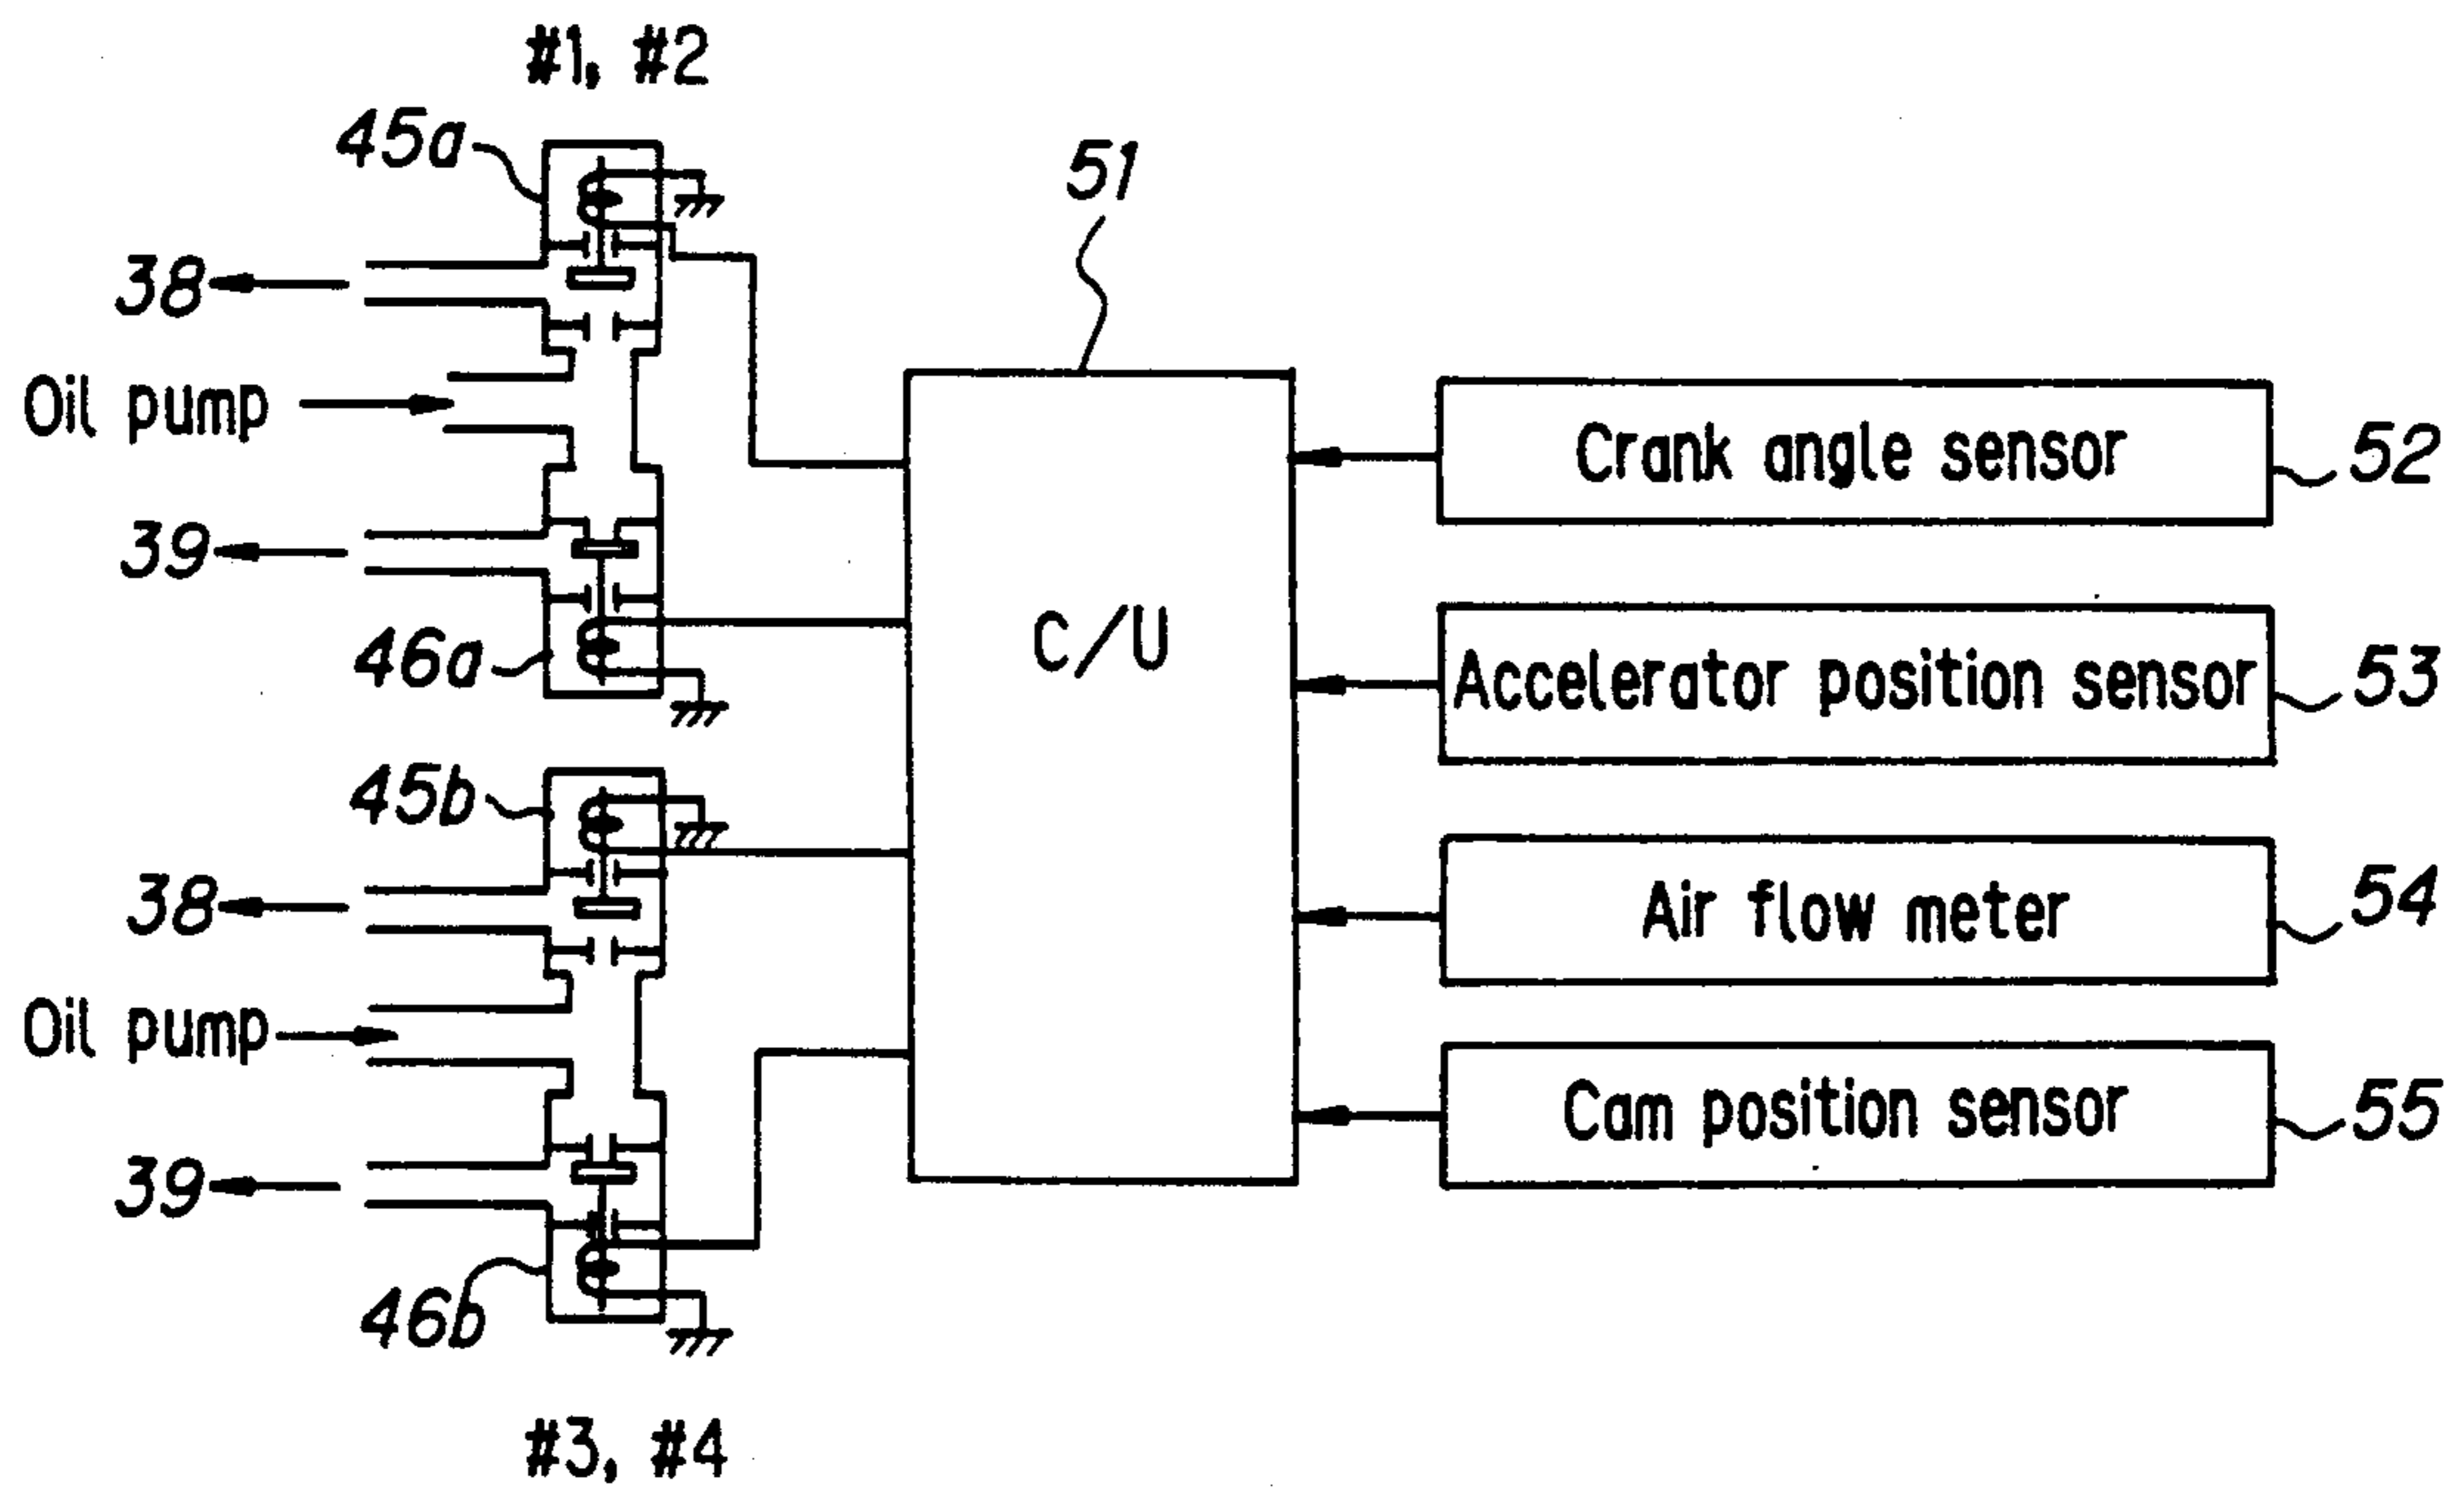 #1, #2
45a
51
38
Oil pump
Crank angle sensor
52
39
C/U
46a
Accelerator position sensor
53
45b
38
Air flow meter
54
Oil pump
Cam position sensor
55
39
46b
#3, #4